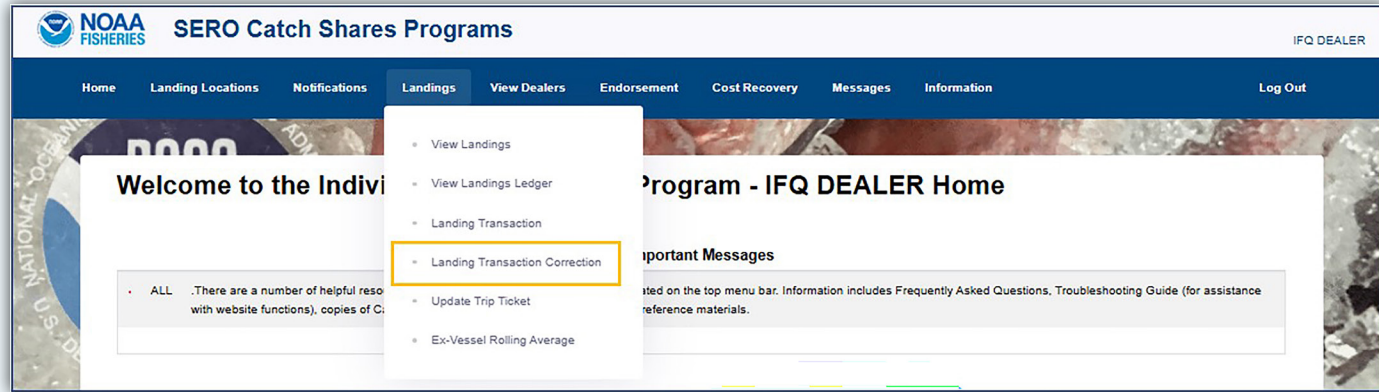 NOAA
FISHERIES
SERO Catch Shares Programs
IFQ DEALER
Home Landing Locations Notifications Landings View Dealers Endorsement Cost Recovery Messages Information Log Out
View Landings
View Landings Ledger
Landing Transaction
Landing Transaction Correction
Update Trip Ticket
Ex-Vessel Rolling Average
Welcome to the Indivi Program - IFQ DEALER Home
portant Messages
ALL .There are a number of helpful reso ated on the top menu bar. Information includes Frequently Asked Questions, Troubleshooting Guide (for assistance
with website functions), copies of C reference materials.
NATIONAL OCEANIC
U.S. DE